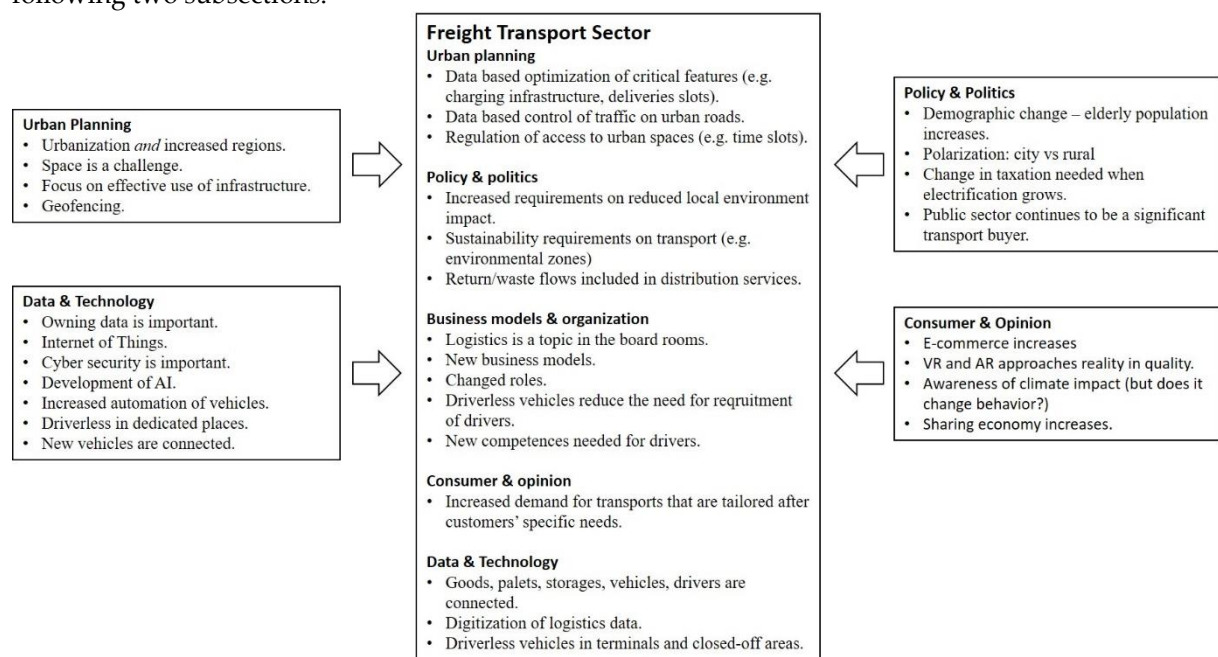 following two subsections.
Urban Planning
• Urbanization and increased regions.
• Space is a challenge.
• Focus on effective use of infrastructure.
• Geofencing.
Data & Technology
• Owning data is important.
• Internet of Things.
• Cyber security is important.
• Development of AI.
• Increased automation of vehicles.
• Driverless in dedicated places.
• New vehicles are connected.
Freight Transport Sector
Urban planning
• Data based optimization of critical features (e.g.
charging infrastructure, deliveries slots).
• Data based control of traffic on urban roads.
• Regulation of access to urban spaces (e.g. time slots).
Policy & politics
• Increased requirements on reduced local environment
impact.
• Sustainability requirements on transport (e.g.
environmental zones)
• Return/waste flows included in distribution services.
Business models & organization
• Logistics is a topic in the board rooms.
• New business models.
• Changed roles.
• Driverless vehicles reduce the need for reqruitment
of drivers.
• New competences needed for drivers.
Consumer & opinion
• Increased demand for transports that are tailored after
customers’ specific needs.
Data & Technology
• Goods, palets, storages, vehicles, drivers are
connected.
• Digitization of logistics data.
• Driverless vehicles in terminals and closed-off areas.
Policy & Politics
• Demographic change – elderly population
increases.
• Polarization: city vs rural
• Change in taxation needed when
electrification grows.
• Public sector continues to be a significant
transport buyer.
Consumer & Opinion
• E-commerce increases
• VR and AR approaches reality in quality.
• Awareness of climate impact (but does it
change behavior?)
• Sharing economy increases.